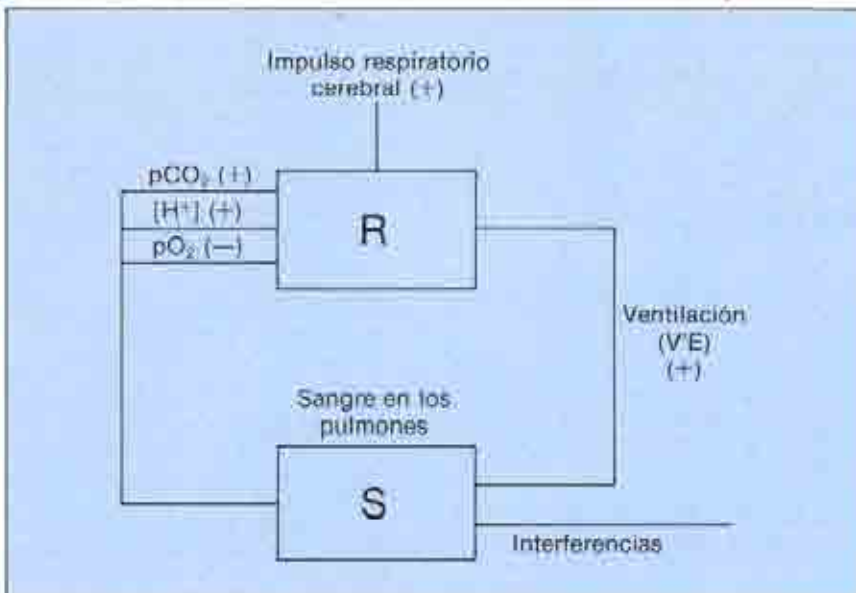 Impulso respiratorio
cerebral (+)
pCO₂ (+)
[H⁺] (+)
pO₂ (—)
R
Ventilación
(V'E)
(+)
Sangre en los
pulmones
S
Interferencias